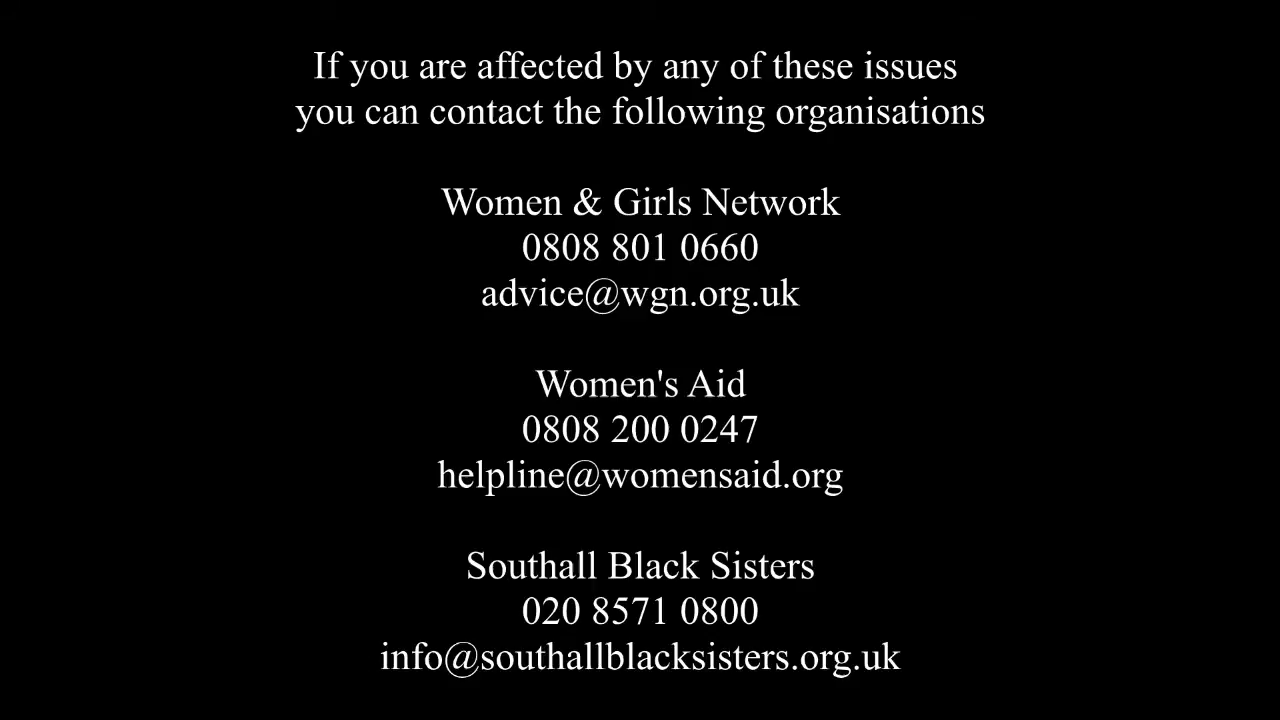 If you are affected by any of these issues
you can contact the following organisations
Women & Girls Network
0808 801 0660
advice@wgn.org.uk
Women's Aid
0808 200 0247
helpline@womensaid.org
Southall Black Sisters
020 8571 0800
info@southallblacksisters.org.uk